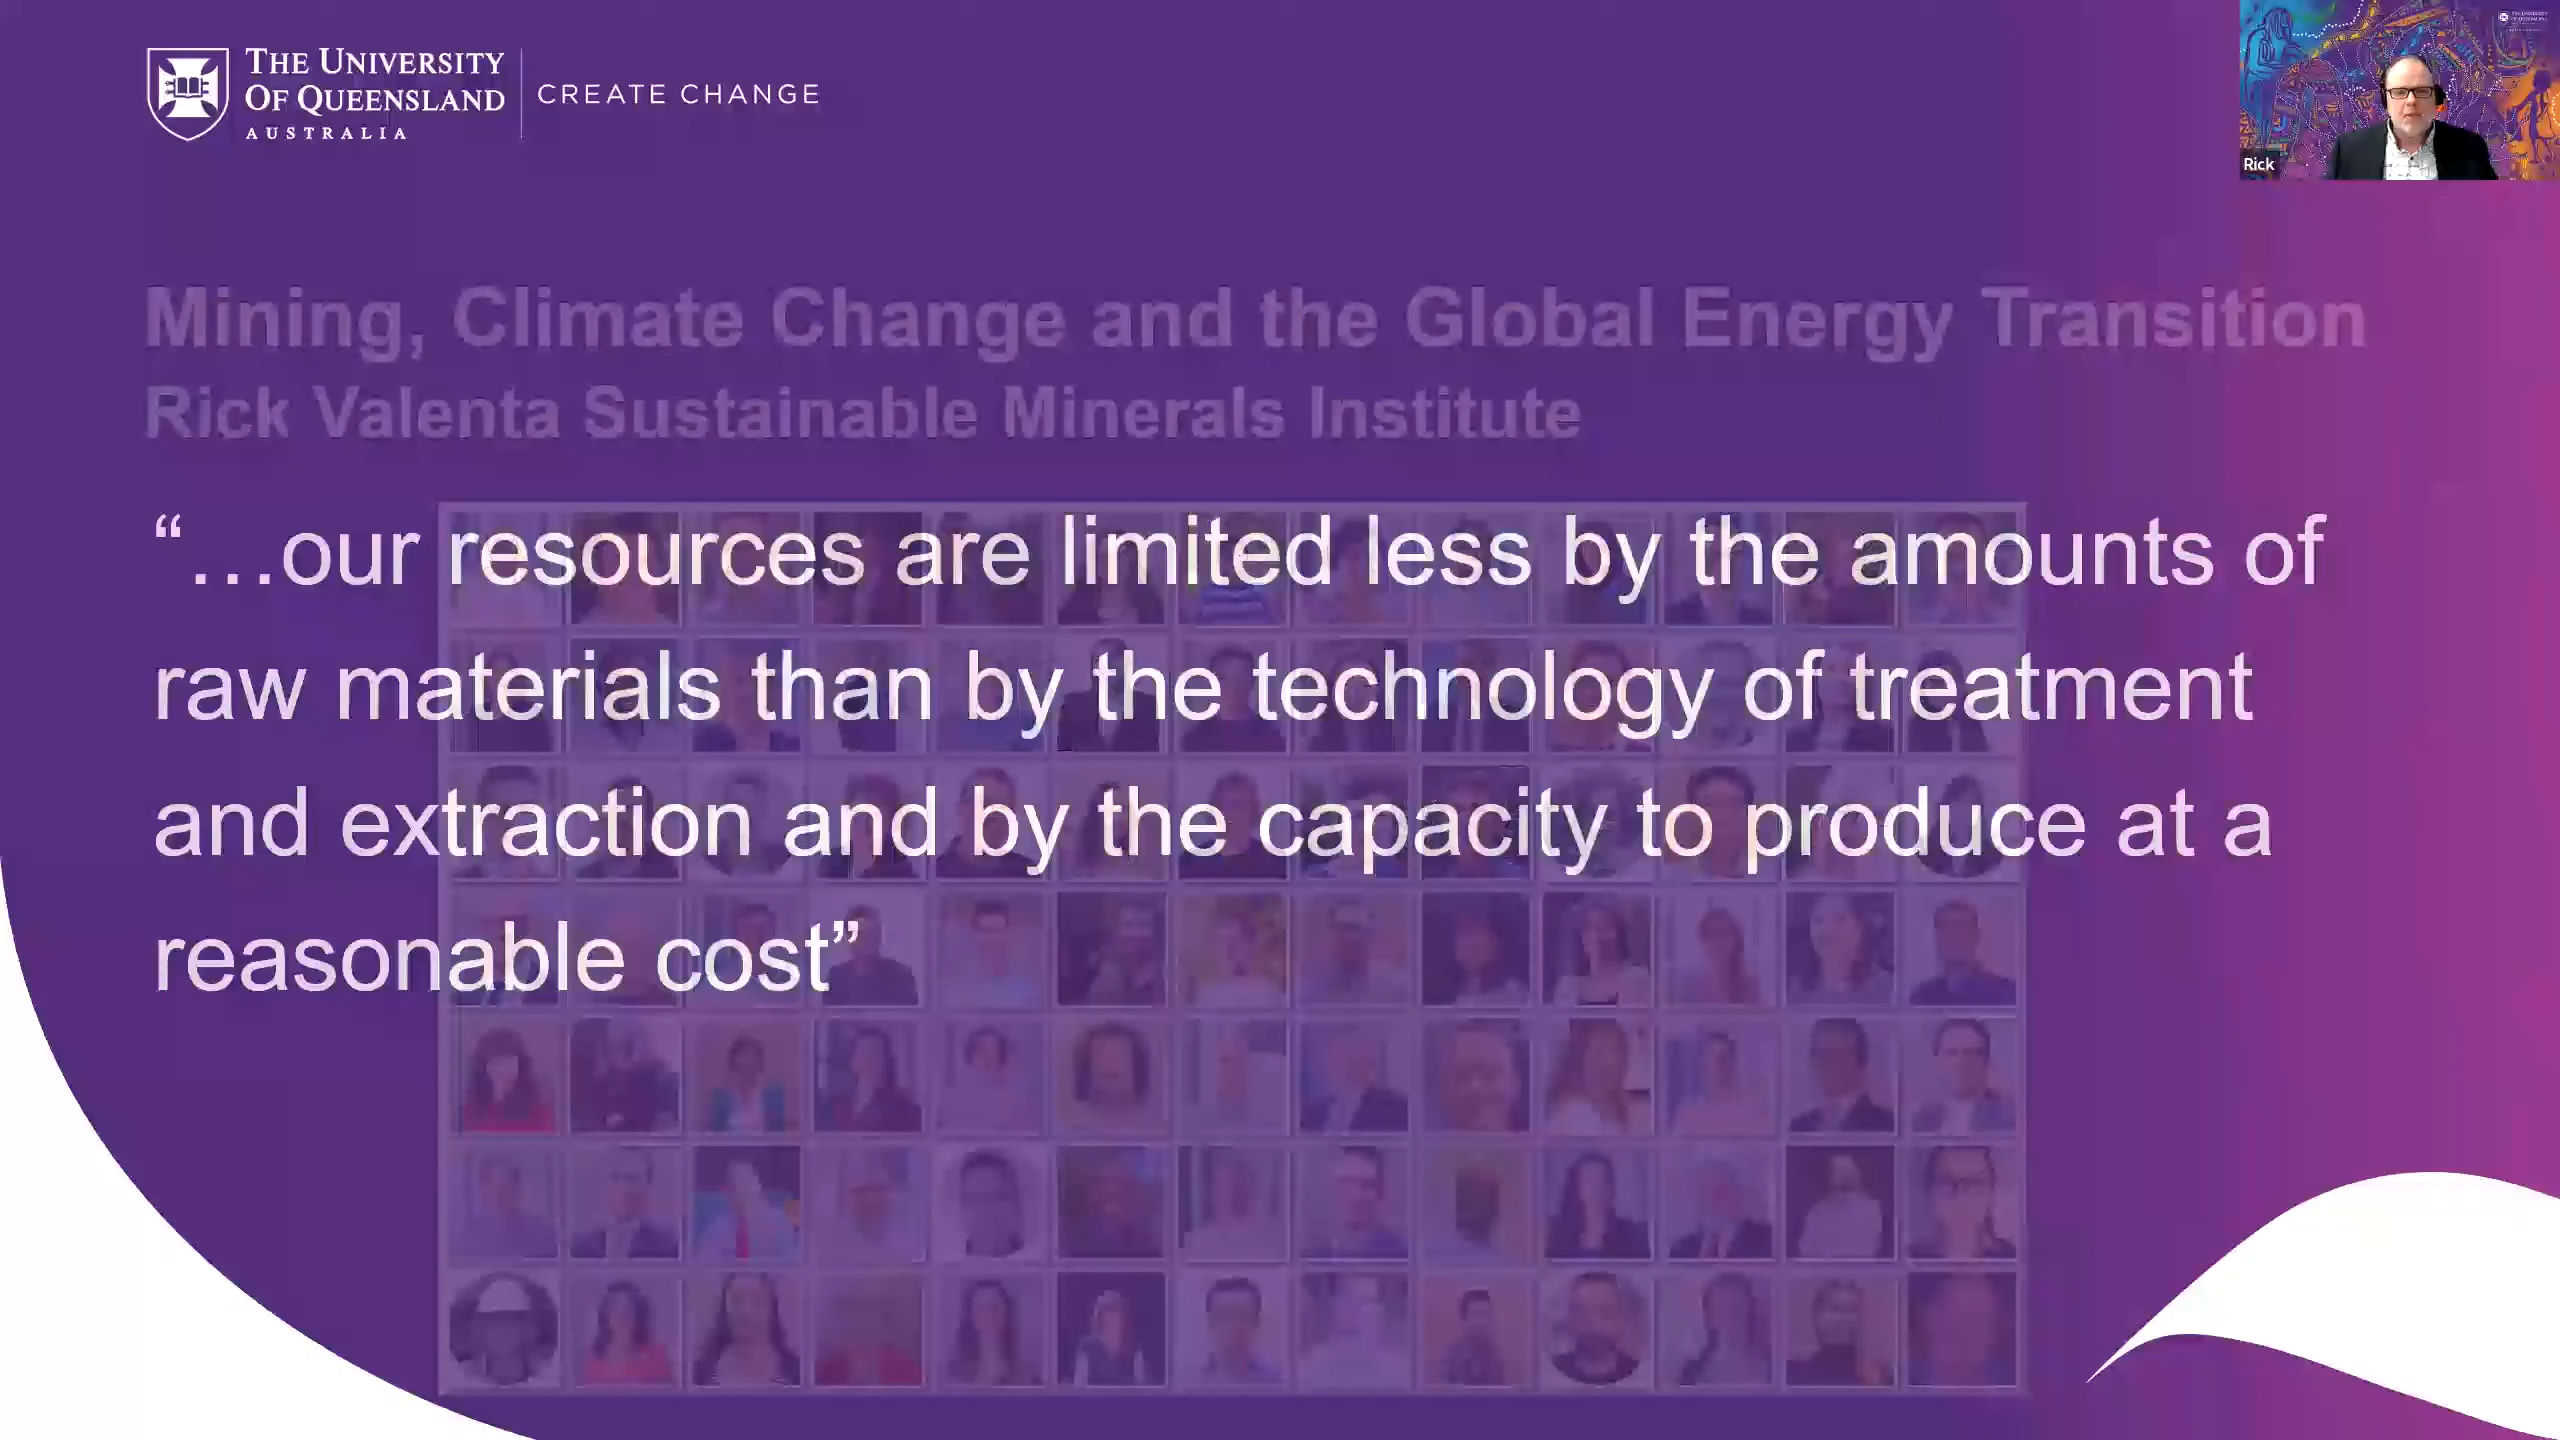 THE UNIVERSITY
OF QUEENSLAND
AUSTRALIA
CREATE CHANGE
Rick
Mining, Climate Change and the Global Energy Transition
Rick Valenta Sustainable Minerals Institute
“…our resources are limited less by the amounts of
raw materials than by the technology of treatment
and extraction and by the capacity to produce at a
reasonable cost”